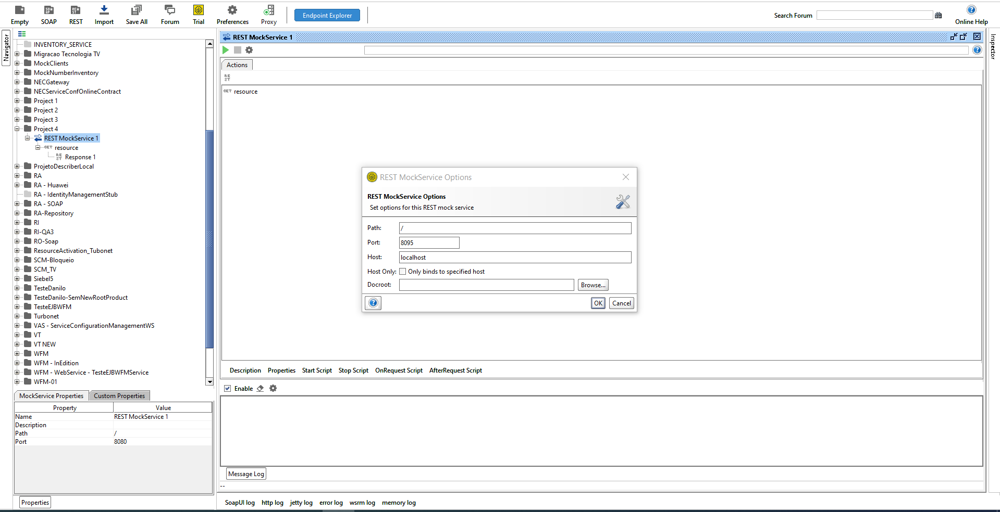 Empty SOAP REST Import Save All Forum Trial Preferences Proxy Endpoint Explorer Search Forum Online Help
Navigator
INVENTORY_SERVICE
Migracao Tecnologia TV
MockClients
MockNumberInventory
NECGateway
NECServiceConfOnlineContract
Project 1
Project 2
Project 3
Project 4
REST MockService 1
GET resource
REST Response 1
ProjetoDescriberLocal
RA
RA - Huawei
RA - IdentityManagementStub
RA - SOAP
RA-Repository
RI
RI-QA3
RO-Soap
ResourceActivation_Tubonet
SCM-Bloqueio
SCM_TV
Siebel5
TesteDanilo
TesteDanilo-SemNewRootProduct
TesteEJBWFM
Turbonet
VAS - ServiceConfigurationManagementWS
VT
VT NEW
WFM
WFM - InEdition
WFM - WebService - TesteEJBWFMService
WFM-01
MockService Properties Custom Properties
Property Value
Name REST MockService 1
Description
Path /
Port 8080
Properties
REST MockService 1
Actions
REST
GET resource
REST MockService Options
REST MockService Options
Set options for this REST mock service
Path: /
Port: 8095
Host: localhost
Host Only: Only binds to specified host
Docroot: Browse...
OK Cancel
Description Properties Start Script Stop Script OnRequest Script AfterRequest Script
Enable
Message Log
--
SoapUI log http log jetty log error log wsrm log memory log
Inspector